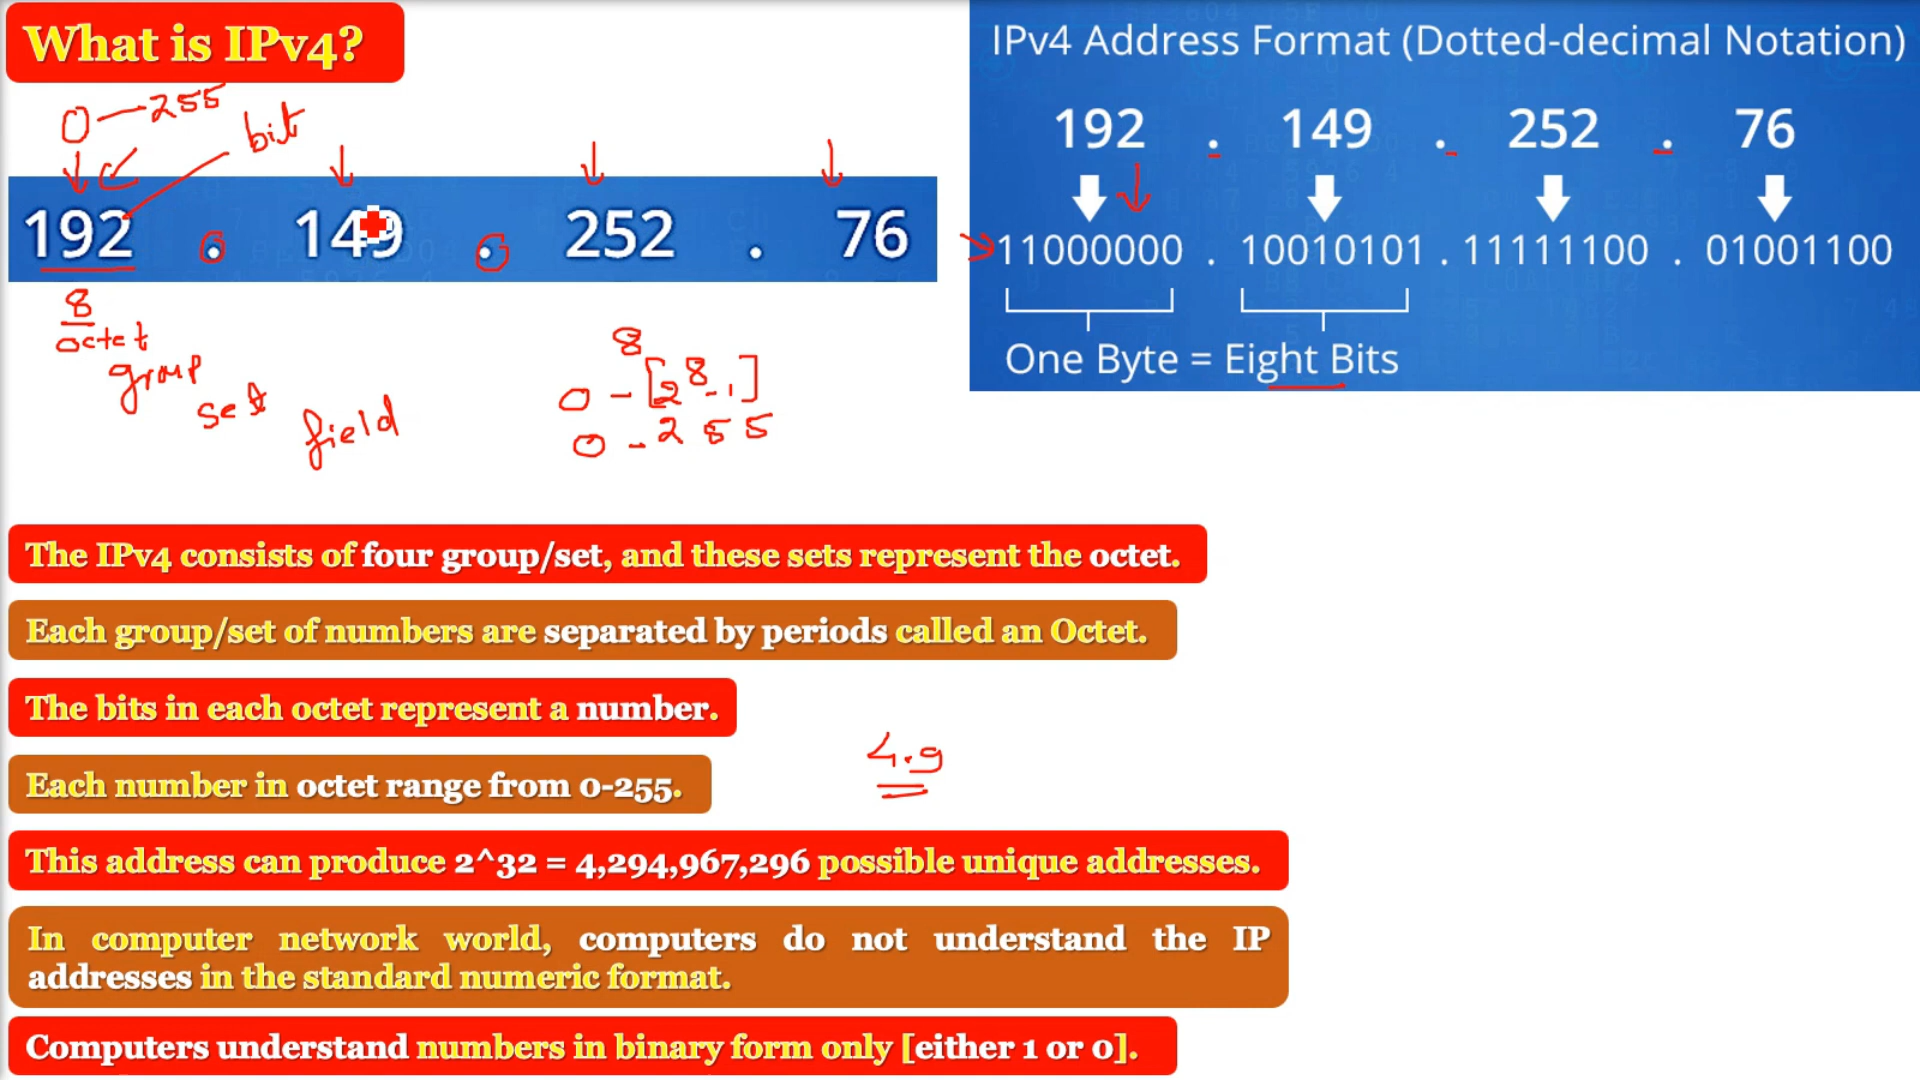 What is IPv4?
0 - 255
bit
192 . 149 . 252 . 76
8
octet
group
set
field
8
0 - [2^8-1]
0 - 255
IPv4 Address Format (Dotted-decimal Notation)
192 . 149 . 252 . 76
11000000 . 10010101 . 11111100 . 01001100
One Byte = Eight Bits
The IPv4 consists of four group/set, and these sets represent the octet.
Each group/set of numbers are separated by periods called an Octet.
The bits in each octet represent a number.
Each number in octet range from 0-255.
4.9
This address can produce 2^32 = 4,294,967,296 possible unique addresses.
In computer network world, computers do not understand the IP
addresses in the standard numeric format.
Computers understand numbers in binary form only [either 1 or 0].